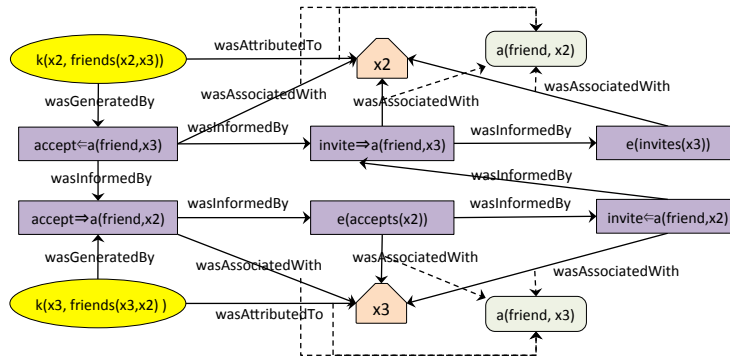 k(x2, friends(x2,x3))
wasAttributedTo
x2
a(friend, x2)
wasGeneratedBy
wasAssociatedWith
wasAssociatedWith
wasAssociatedWith
accept⇐a(friend,x3)
wasInformedBy
invite⇒a(friend,x3)
wasInformedBy
e(invites(x3))
wasInformedBy
wasInformedBy
accept⇒a(friend,x2)
wasInformedBy
e(accepts(x2))
wasInformedBy
invite⇐a(friend,x2)
wasGeneratedBy
wasAssociatedWith
wasAssociatedWith
wasAssociatedWith
k(x3, friends(x3,x2) )
wasAttributedTo
x3
a(friend, x3)